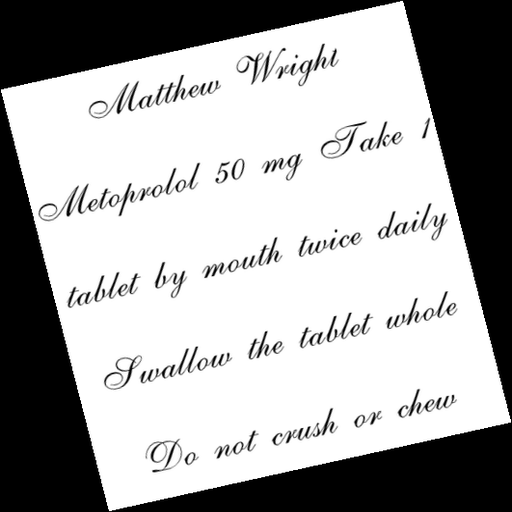 Matthew Wright
Metoprolol 50 mg Take 1
tablet by mouth twice daily
Swallow the tablet whole
Do not crush or chew